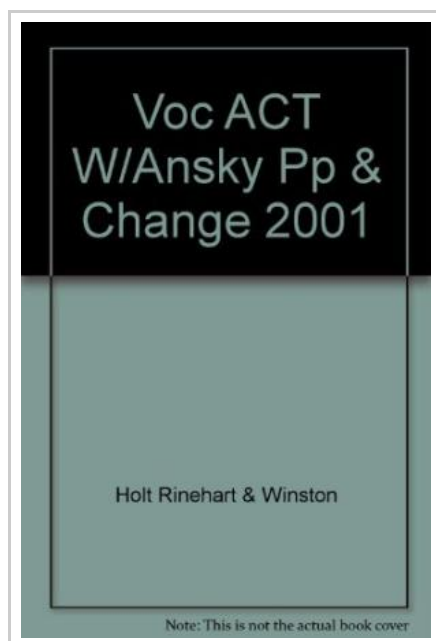 Voc ACT
W/Ansky Pp &
Change 2001
Holt Rinehart & Winston
Note: This is not the actual book cover